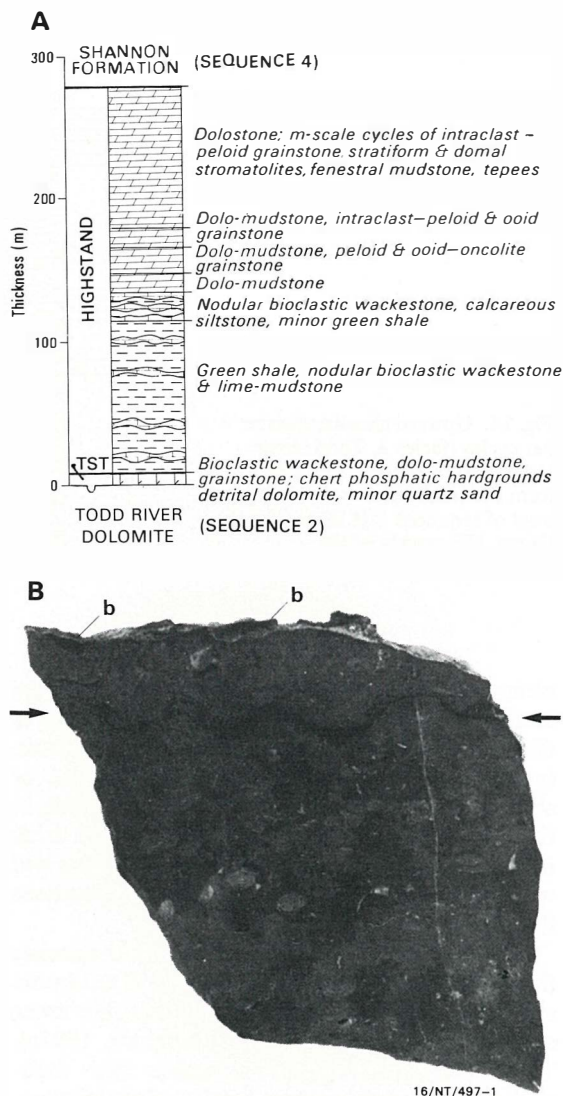 A
SHANNON
FORMATION
(SEQUENCE 4)
300
Dolostone; m-scale cycles of intraclast –
peloid grainstone, stratiform & domal
stromatolites, fenestral mudstone, tepees
200
Dolo-mudstone, intraclast–peloid & ooid
grainstone
Dolo-mudstone, peloid & ooid–oncolite
grainstone
Dolo-mudstone
Nodular bioclastic wackestone, calcareous
siltstone, minor green shale
Thickness (m)
HIGHSTAND
100
Green shale, nodular bioclastic wackestone
& lime-mudstone
TST
Bioclastic wackestone, dolo-mudstone,
grainstone; chert phosphatic hardgrounds
detrital dolomite, minor quartz sand
0
TODD RIVER
DOLOMITE
(SEQUENCE 2)
B
b
b
16/NT/497–1